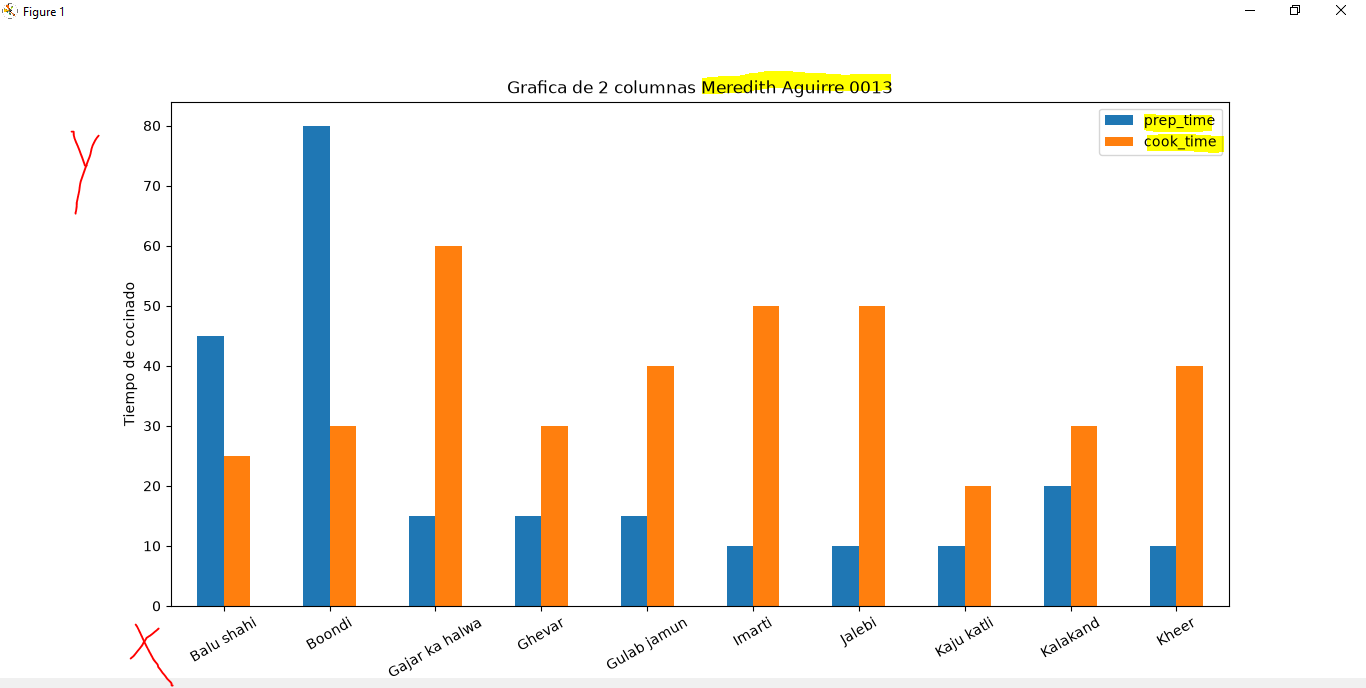 Figure 1
Grafica de 2 columnas Meredith Aguirre 0013
prep_time
cook_time
Y
80
70
60
50
40
30
20
10
0
Tiempo de cocinado
X
Balu shahi
Boondi
Gajar ka halwa
Ghevar
Gulab jamun
Imarti
Jalebi
Kaju katli
Kalakand
Kheer